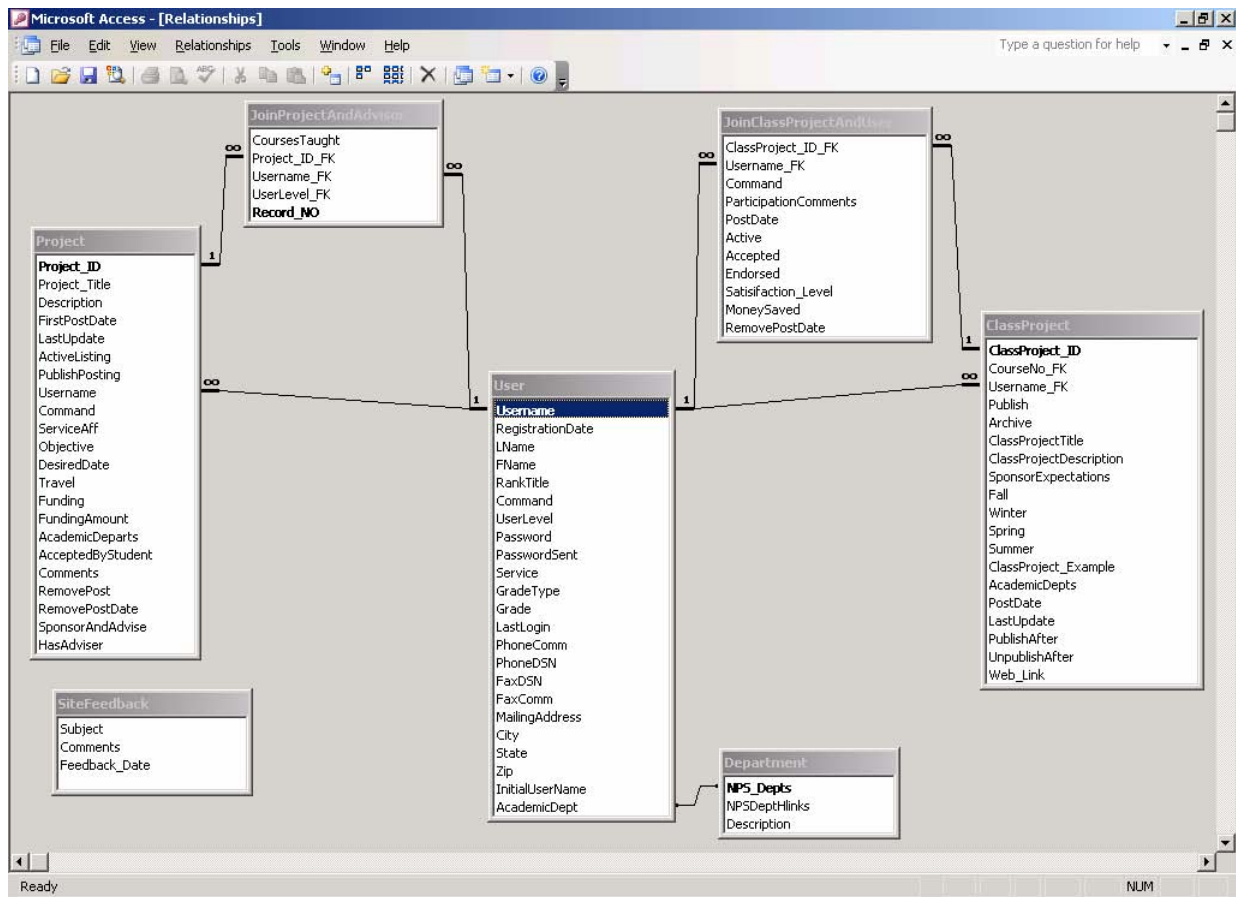 Microsoft Access - [Relationships]
File Edit View Relationships Tools Window Help
Type a question for help
JoinProjectAndAdvisor
CoursesTaught
Project_ID_FK
Username_FK
UserLevel_FK
Record_NO
∞
∞
1
JoinClassProjectAndUser
ClassProject_ID_FK
Username_FK
Command
ParticipationComments
PostDate
Active
Accepted
Endorsed
Satisifaction_Level
MoneySaved
RemovePostDate
∞
∞
1
Project
Project_ID
Project_Title
Description
FirstPostDate
LastUpdate
ActiveListing
PublishPosting
Username
Command
ServiceAff
Objective
DesiredDate
Travel
Funding
FundingAmount
AcademicDeparts
AcceptedByStudent
Comments
RemovePost
RemovePostDate
SponsorAndAdvise
HasAdviser
∞
1
User
Username
RegistrationDate
LName
FName
RankTitle
Command
UserLevel
Password
PasswordSent
Service
GradeType
Grade
LastLogin
PhoneComm
PhoneDSN
FaxDSN
FaxComm
MailingAddress
City
State
Zip
InitialUserName
AcademicDept
1
∞
ClassProject
ClassProject_ID
CourseNo_FK
Username_FK
Publish
Archive
ClassProjectTitle
ClassProjectDescription
SponsorExpectations
Fall
Winter
Spring
Summer
ClassProject_Example
AcademicDepts
PostDate
LastUpdate
PublishAfter
UnpublishAfter
Web_Link
SiteFeedback
Subject
Comments
Feedback_Date
Department
NPS_Depts
NPSDeptHlinks
Description
Ready
NUM